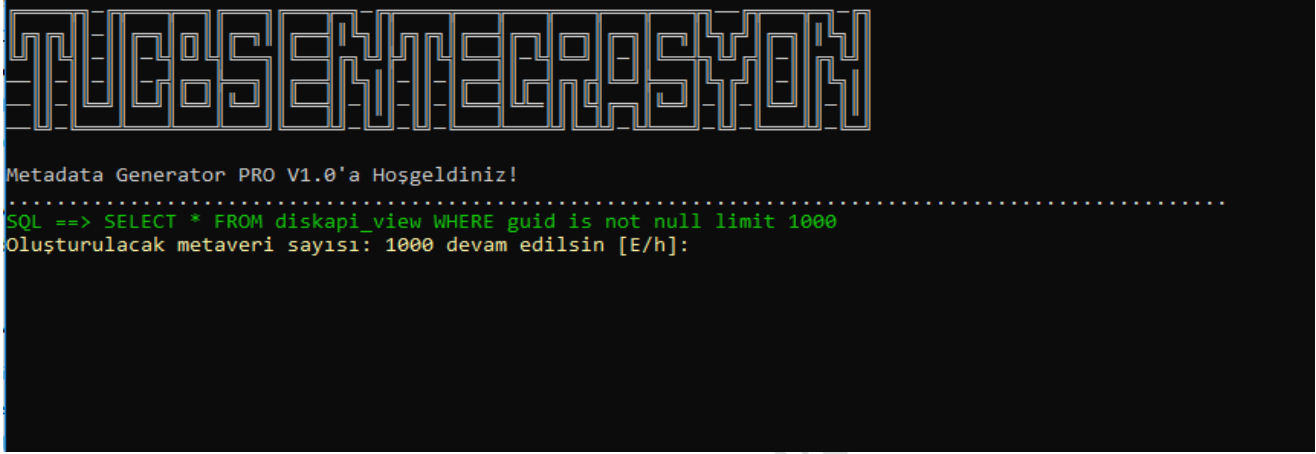 TUCBS ENTEGRASYON
Metadata Generator PRO V1.0'a Hoşgeldiniz!
....................................................................................................
SQL ==> SELECT * FROM diskapi_view WHERE guid is not null limit 1000
Oluşturulacak metaveri sayısı: 1000 devam edilsin [E/h]: